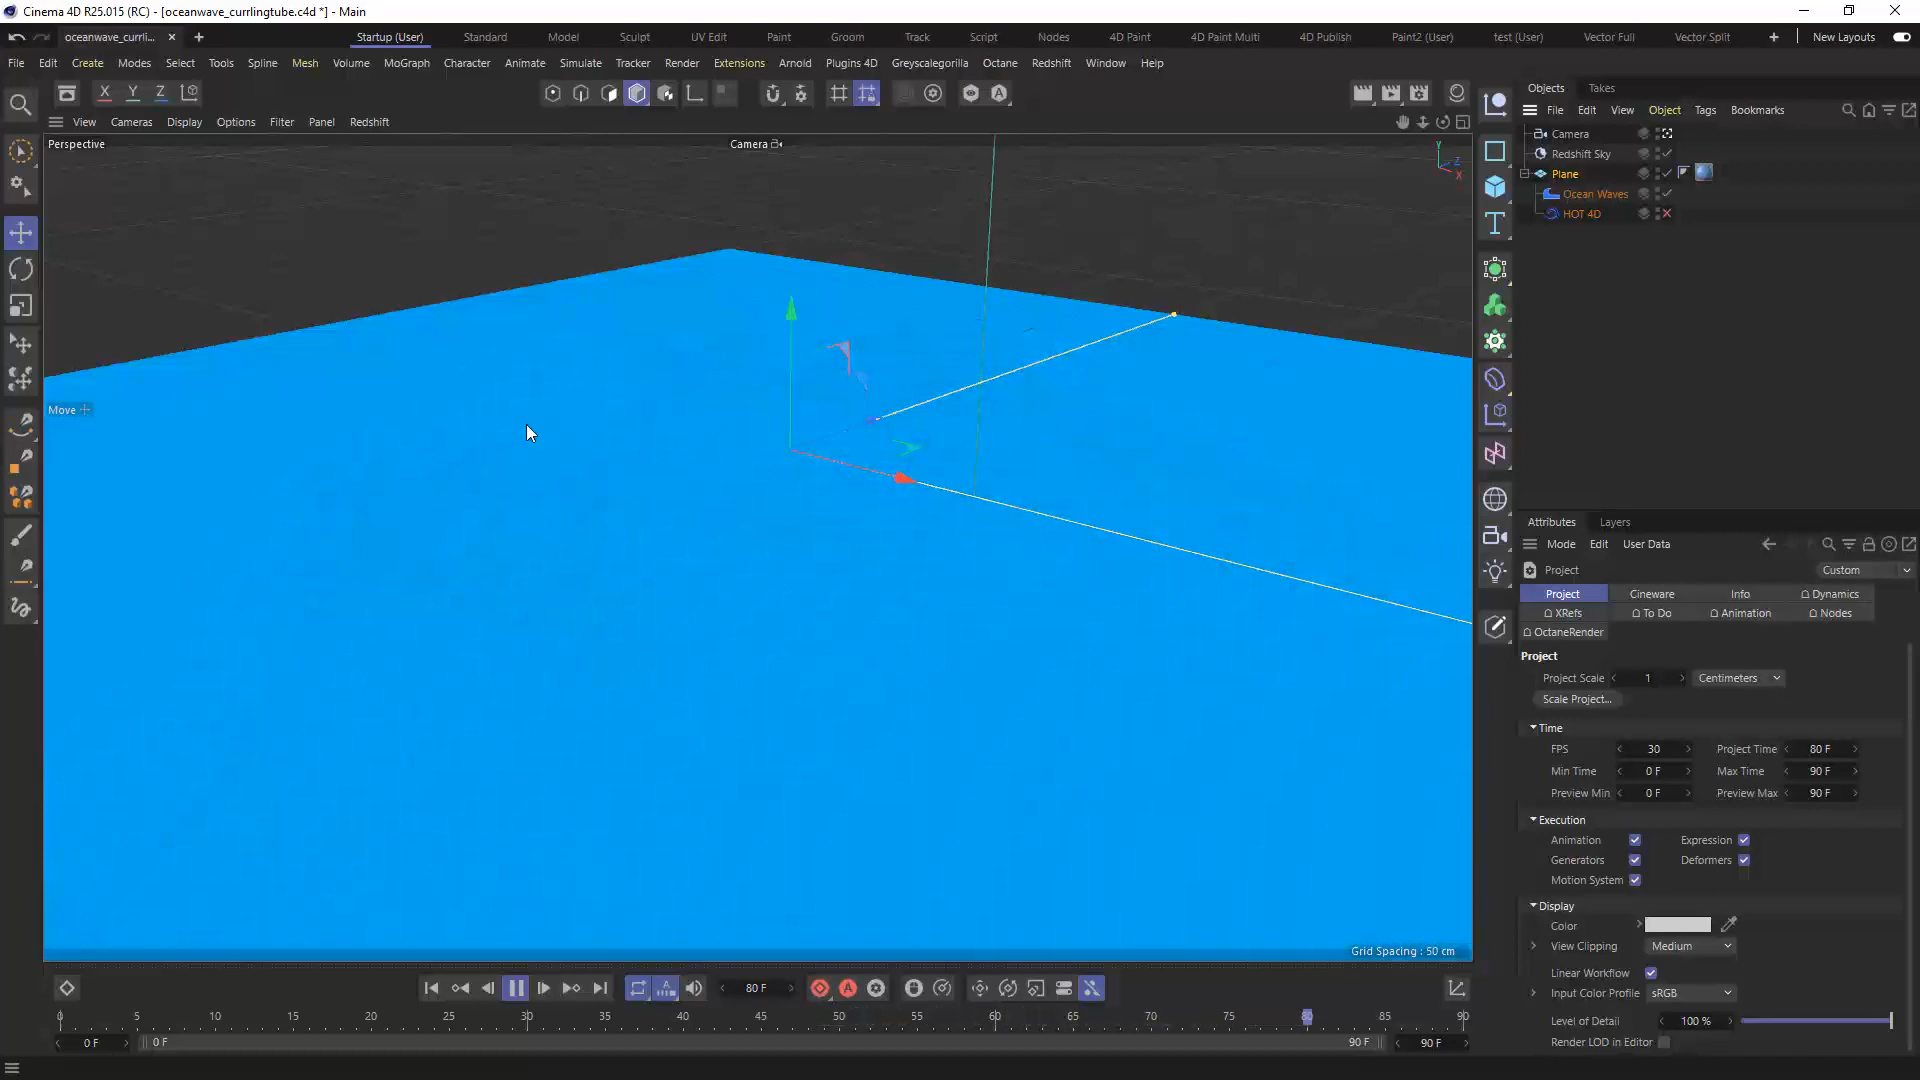 Cinema 4D R25.015 (RC) - [oceanwave_currlingtube.c4d *] - Main
oceanwave_currli...
Startup (User)
Standard
Model
Sculpt
UV Edit
Paint
Groom
Track
Script
Nodes
4D Paint
4D Paint Multi
4D Publish
Paint2 (User)
test (User)
Vector Full
Vector Split
New Layouts
File Edit Create Modes Select Tools Spline Mesh Volume MoGraph Character Animate Simulate Tracker Render Extensions Arnold Plugins 4D Greyscalegorilla Octane Redshift Window Help
X Y Z
View Cameras Display Options Filter Panel Redshift
Perspective
Camera
Y
Z
X
Move
Grid Spacing : 50 cm
80 F
0 5 10 15 20 25 30 35 40 45 50 55 60 65 70 75 80 85 90
0 F
0 F
90 F
90 F
Objects Takes
File Edit View Object Tags Bookmarks
Camera
Redshift Sky
Plane
Ocean Waves
HOT 4D
Attributes Layers
Mode Edit User Data
Project
Custom
Project Cineware Info Dynamics
XRefs To Do Animation Nodes
OctaneRender
Project
Project Scale 1 Centimeters
Scale Project...
Time
FPS 30 Project Time 80 F
Min Time 0 F Max Time 90 F
Preview Min 0 F Preview Max 90 F
Execution
Animation Expression
Generators Deformers
Motion System
Display
Color
View Clipping Medium
Linear Workflow
Input Color Profile sRGB
Level of Detail 100 %
Render LOD in Editor